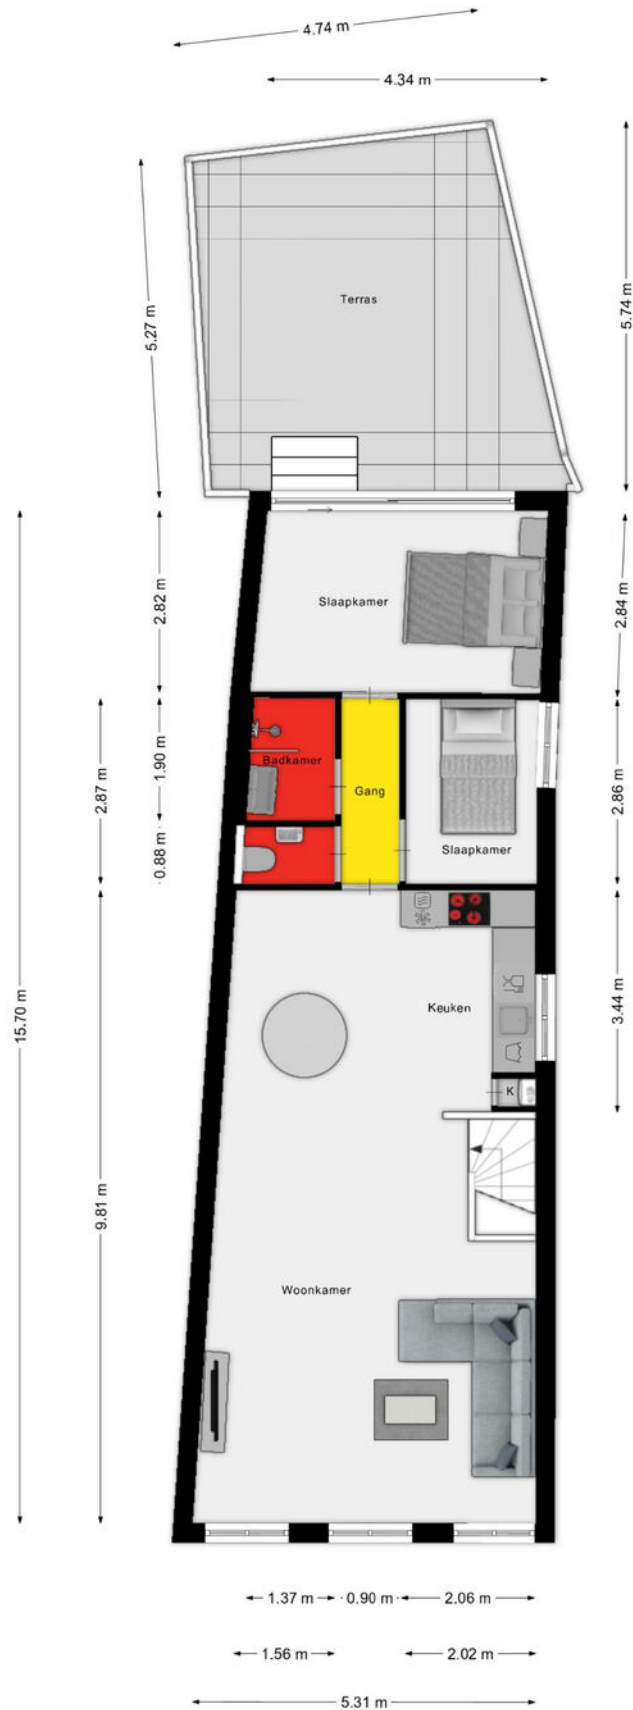 4.74 m
4.34 m
5.27 m
5.74 m
Terras
2.82 m
Slaapkamer
2.84 m
2.87 m
1.90 m
Badkamer
Gang
2.86 m
0.88 m
Slaapkamer
15.70 m
Keuken
3.44 m
K
9.81 m
Woonkamer
1.37 m
0.90 m
2.06 m
1.56 m
2.02 m
5.31 m